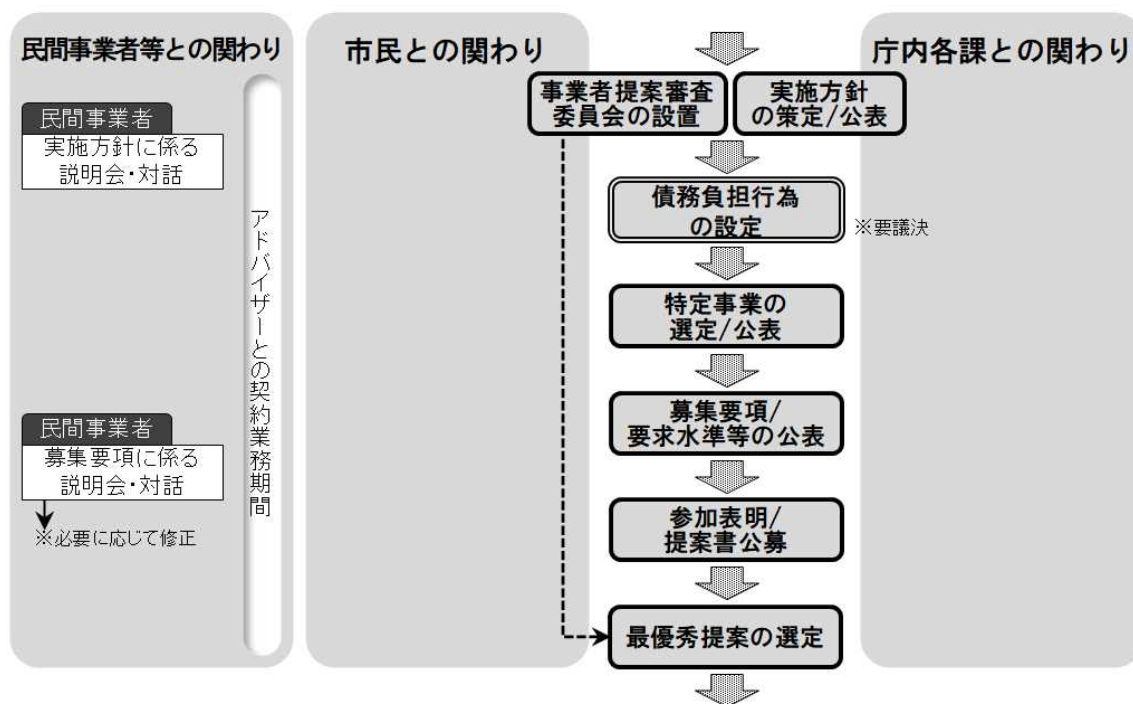 民間事業者等との関わり
民間事業者
実施方針に係る
説明会・対話
民間事業者
募集要項に係る
説明会・対話
※必要に応じて修正
アドバイザーとの契約業務期間
市民との関わり
事業者提案審査
委員会の設置
実施方針
の策定/公表
債務負担行為
の設定
※要議決
特定事業の
選定/公表
募集要項/
要求水準等の公表
参加表明/
提案書公募
最優秀提案の選定
庁内各課との関わり